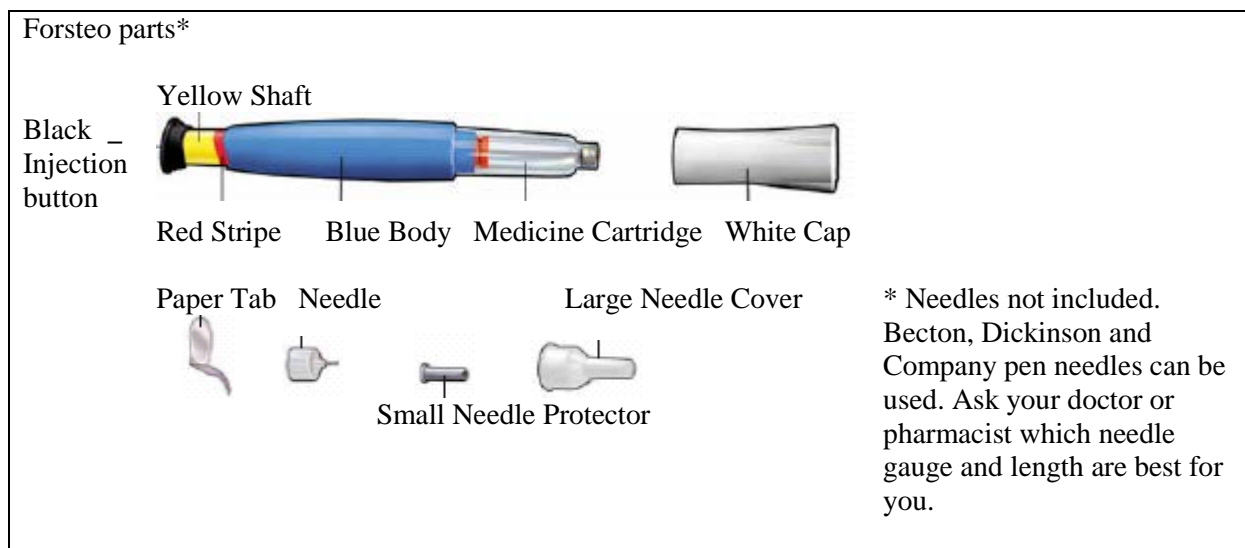 Forsteo parts*
Yellow Shaft
Black
Injection
button
Red Stripe Blue Body Medicine Cartridge White Cap
Paper Tab Needle Large Needle Cover
Small Needle Protector
* Needles not included.
Becton, Dickinson and
Company pen needles can be
used. Ask your doctor or
pharmacist which needle
gauge and length are best for
you.